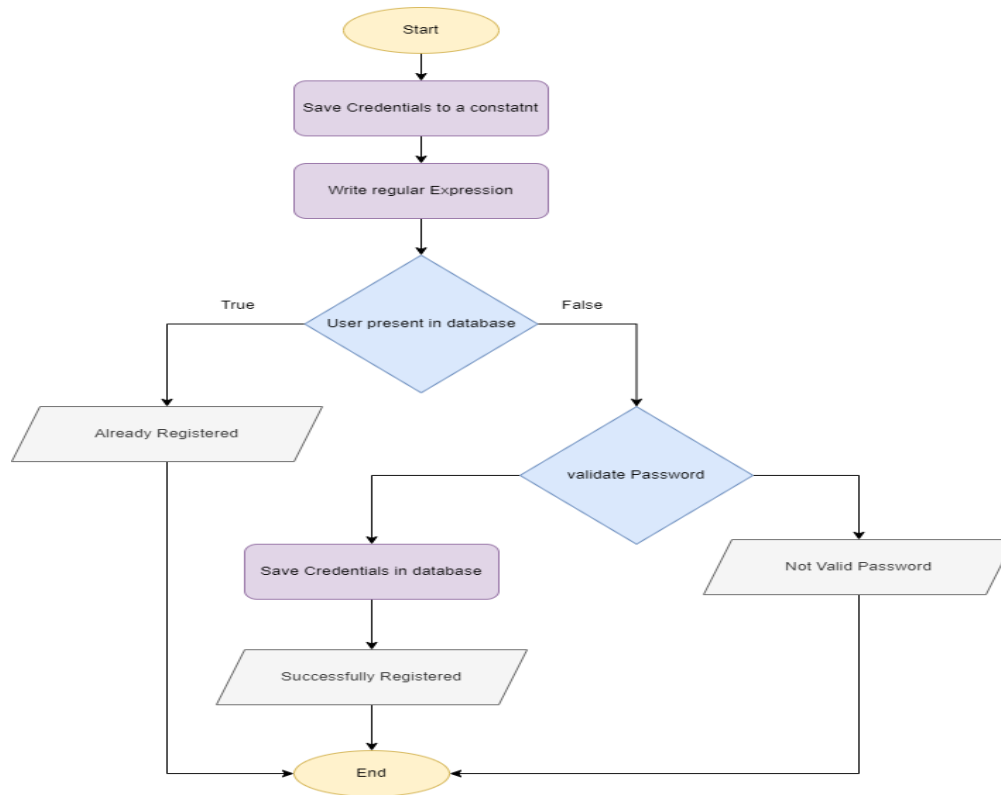 Start
Save Credentials to a constatnt
Write regular Expression
True
False
User present in database
Already Registered
validate Password
Save Credentials in database
Not Valid Password
Successfully Registered
End